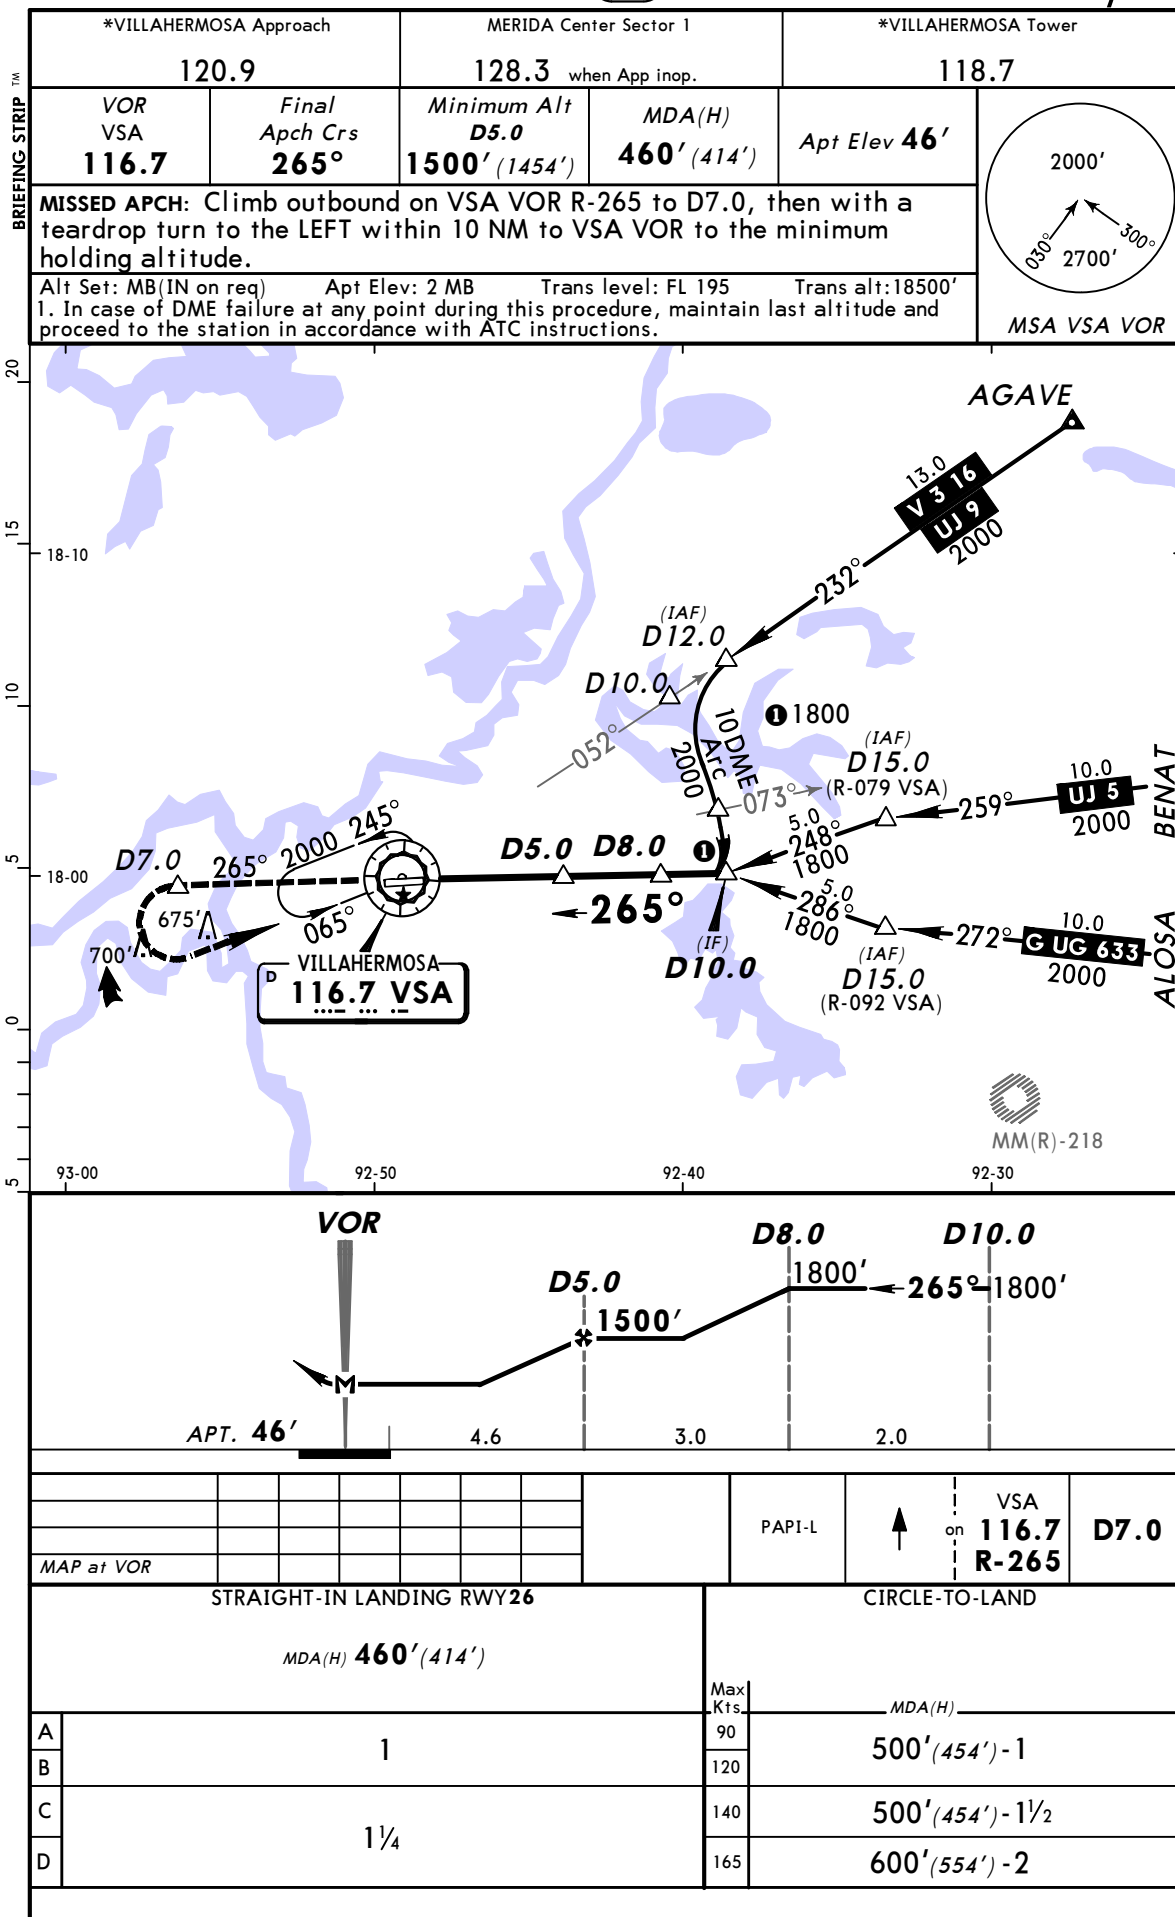 *VILLAHERMOSA Approach
120.9
MERIDA Center Sector 1
128.3 when App inop.
*VILLAHERMOSA Tower
118.7
BRIEFING STRIP TM
VOR
VSA
116.7
Final
Apch Crs
265°
Minimum Alt
D5.0
1500' (1454')
MDA(H)
460' (414')
Apt Elev 46'
MISSED APCH: Climb outbound on VSA VOR R-265 to D7.0, then with a
teardrop turn to the LEFT within 10 NM to VSA VOR to the minimum
holding altitude.
Alt Set: MB(IN on req) Apt Elev: 2 MB Trans level: FL 195 Trans alt:18500'
1. In case of DME failure at any point during this procedure, maintain last altitude and
proceed to the station in accordance with ATC instructions.
2000'
030°
300°
2700'
MSA VSA VOR
20
15
10
5
0
5
18-10
18-00
AGAVE
13.0
V 3 16
UJ 9
2000
232°
(IAF)
D12.0
D10.0
052°
10 DME
Arc
2000
1 1800
073°
(IAF)
D15.0
(R-079 VSA)
10.0
UJ 5
2000
BENAT
259°
5.0
248°
1800
D7.0
265°
2000
245°
065°
D5.0
D8.0
1
265°
5.0
286°
1800
272°
10.0
G UG 633
2000
ALOSA
(IAF)
D15.0
(R-092 VSA)
(IF)
D10.0
675'
700'
VILLAHERMOSA
D
116.7 VSA
MM(R)-218
93-00
92-50
92-40
92-30
VOR
D5.0
D8.0
D10.0
1800'
265°
1800'
1500'
M
APT. 46'
4.6
3.0
2.0
MAP at VOR
PAPI-L
on
VSA
116.7
R-265
D7.0
STRAIGHT-IN LANDING RWY 26
MDA(H) 460' (414')
CIRCLE-TO-LAND
Max
Kts
MDA(H)
A
B
1
90
120
500' (454') - 1
C
D
1 1/4
140
500' (454') - 1 1/2
165
600' (554') - 2